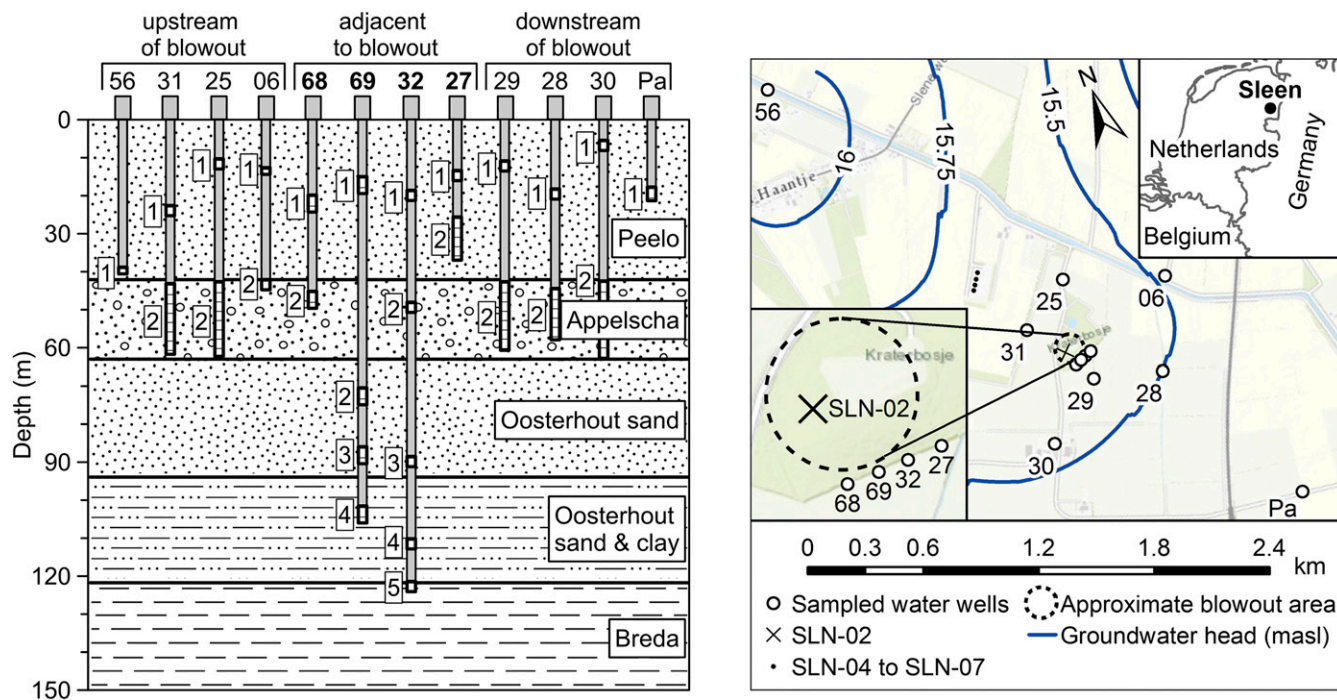 upstream
of blowout
adjacent
to blowout
downstream
of blowout
56 31 25 06 68 69 32 27 29 28 30 Pa
Depth (m)
0
30
60
90
120
150
1
1
2
1
2
1
2
1
2
1
2
3
4
1
2
3
4
5
1
2
1
2
1
2
1
2
1
Peelo
Appelscha
Oosterhout sand
Oosterhout
sand & clay
Breda
56
16
Haantje
15.75
15.5
N
Sleen
Netherlands
Germany
Belgium
25
06
31
Kraterbosje
29
28
30
Pa
Kraterbosje
SLN-02
27
32
69
68
0 0.3 0.6 1.2 1.8 2.4
km
Sampled water wells
Approximate blowout area
SLN-02
Groundwater head (masl)
SLN-04 to SLN-07